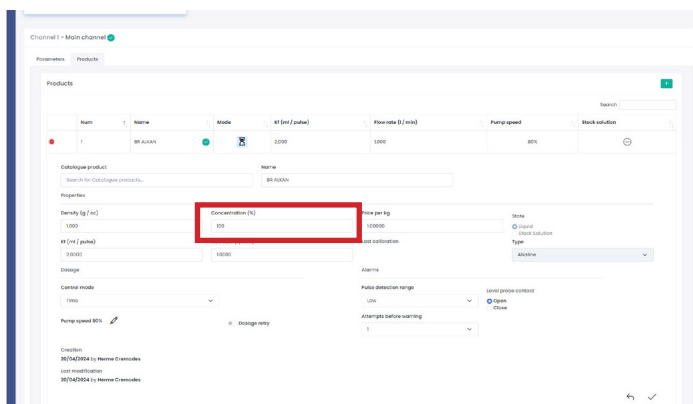 Channel 1 - Main channel
Parameters Products
Products
+
Search
Num Name Mode Kf (ml / pulse) Flow rate (l / min) Pump speed Stock solution
1 BR ALKAN 2,000 1,000 80%
Catalogue product Name
Search for Catalogue products... BR ALKAN
Properties
Density (g / cc) Concentration (%) Price per kg State
1.000 100 1.00000 Liquid
Stock Solution
Kf (ml / pulse) Last calibration Type
2.0000 1.0000 Alkaline
Dosage Alarms
Control mode Pulse detection range Level probe contact
Time Low Open
Close
Pump speed 80% Dosage retry Attempts before warning
1
Creation
30/04/2024 by Herme Cremades
Last modification
30/04/2024 by Herme Cremades